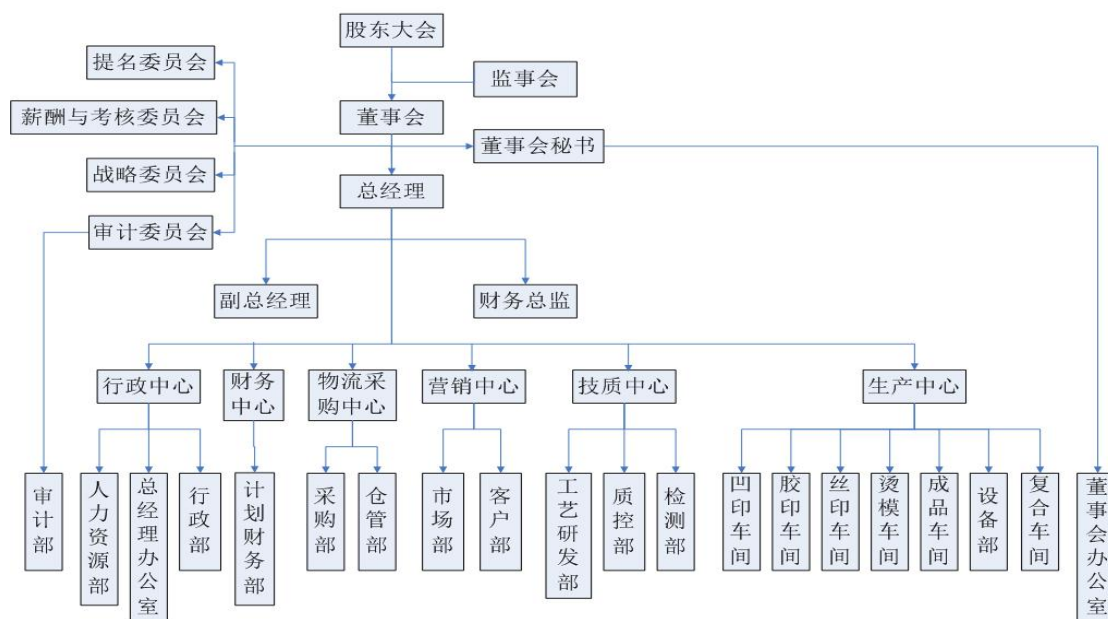 股东大会
提名委员会
监事会
薪酬与考核委员会
董事会
董事会秘书
战略委员会
总经理
审计委员会
副总经理
财务总监
行政中心
财务
中心
物流采
购中心
营销中心
技质中心
生产中心
审计部
人力资源部
总经理办公室
行政部
计划财务部
采购部
仓管部
市场部
客户部
工艺研发部
质控部
检测部
凹印车间
胶印车间
丝印车间
烫模车间
成品车间
设备部
复合车间
董事会办公室